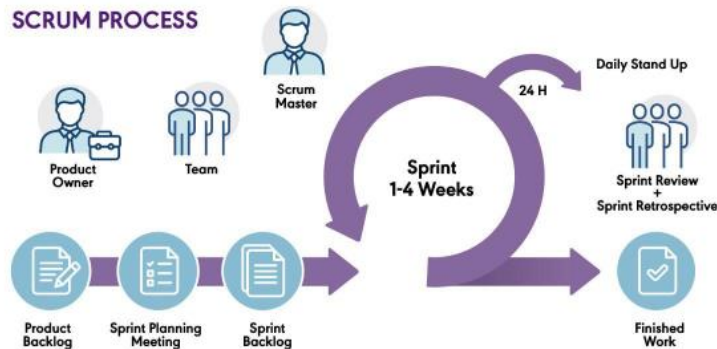 SCRUM PROCESS
Scrum
Master
Product
Owner
Team
Daily Stand Up
24 H
Sprint
1-4 Weeks
Sprint Review
+
Sprint Retrospective
Product
Backlog
Sprint Planning
Meeting
Sprint
Backlog
Finished
Work